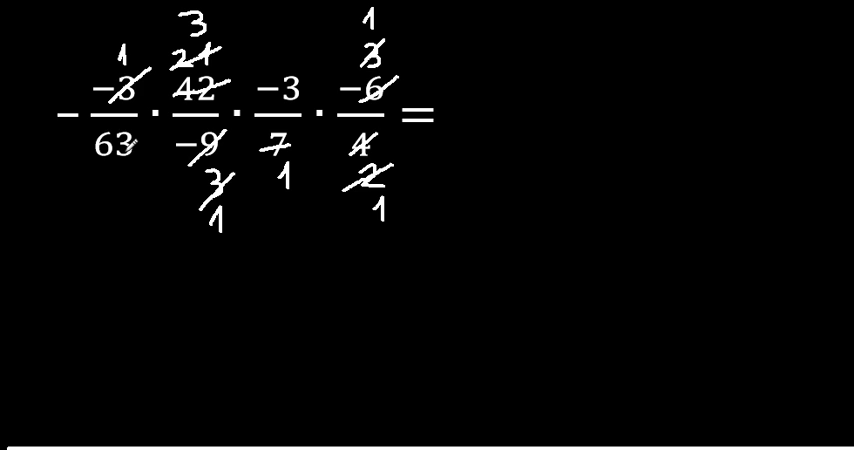 1 3 1
21 3
- -3/63 · 42/-9 · -3/7 · -6/4 =
3 1 2
1 1